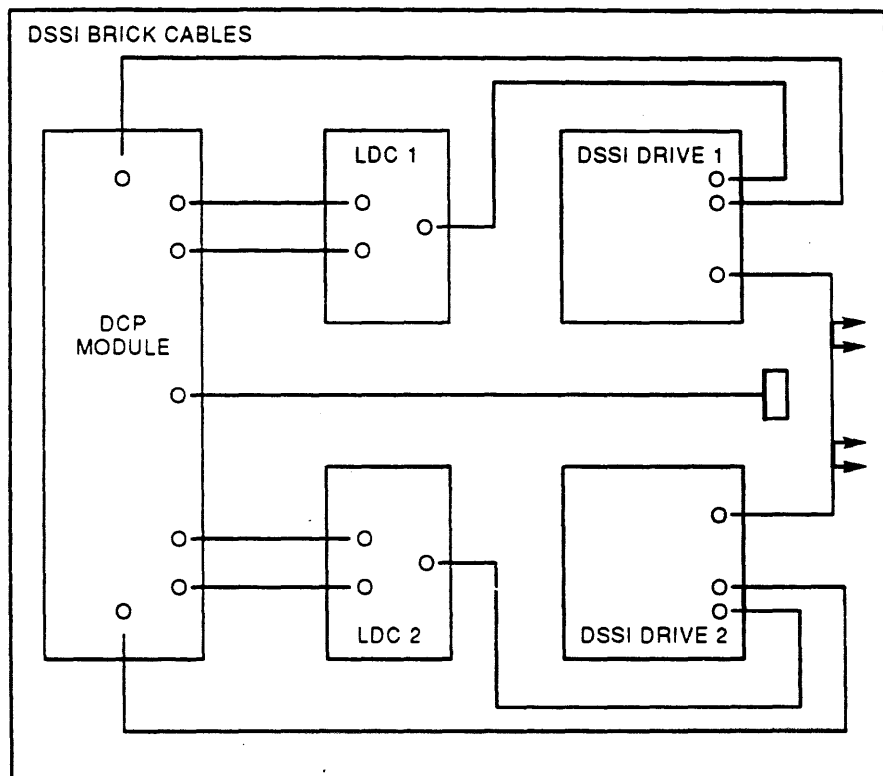 DSSI BRICK CABLES
LDC 1
DSSI DRIVE 1
DCP
MODULE
LDC 2
DSSI DRIVE 2